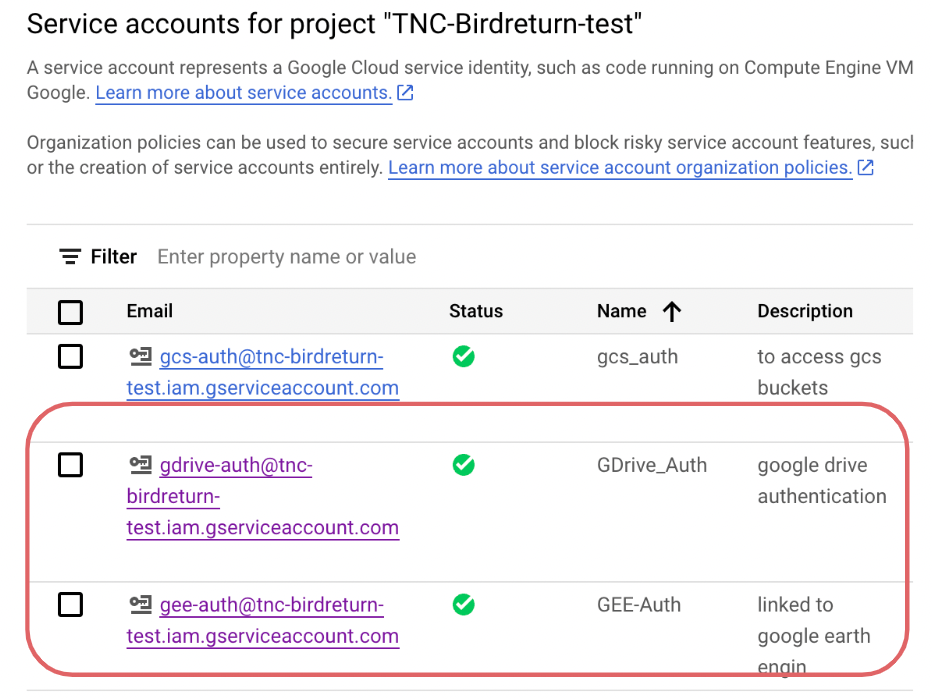 Service accounts for project "TNC-Birdreturn-test"
A service account represents a Google Cloud service identity, such as code running on Compute Engine VM
Google. Learn more about service accounts.
Organization policies can be used to secure service accounts and block risky service account features, suc
or the creation of service accounts entirely. Learn more about service account organization policies.
Filter Enter property name or value
Email Status Name Description
gcs-auth@tnc-birdreturn- gcs_auth to access gcs
test.iam.gserviceaccount.com buckets
gdrive-auth@tnc- GDrive_Auth google drive
birdreturn- authentication
test.iam.gserviceaccount.com
gee-auth@tnc-birdreturn- GEE-Auth linked to
test.iam.gserviceaccount.com google earth
engin